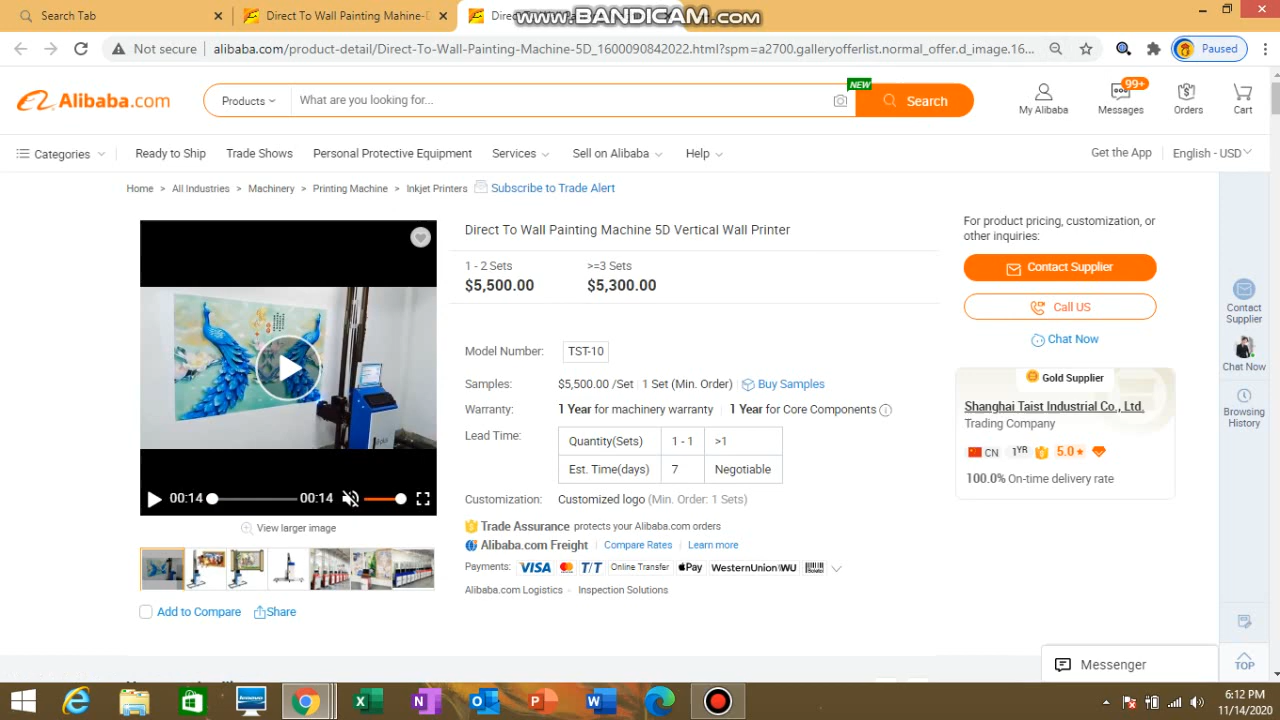 Search Tab
Direct To Wall Painting Mahine-D
www.BANDICAM.com
Not secure
alibaba.com/product-detail/Direct-To-Wall-Painting-Machine-5D_1600090842022.html?spm=a2700.galleryofferlist.normal_offer.d_image.16...
Paused
Alibaba.com
Products
What are you looking for...
NEW
Search
99+
My Alibaba
Messages
Orders
Cart
Categories
Ready to Ship
Trade Shows
Personal Protective Equipment
Services
Sell on Alibaba
Help
Get the App
English - USD
Home > All Industries > Machinery > Printing Machine > Inkjet Printers
Subscribe to Trade Alert
Direct To Wall Painting Machine 5D Vertical Wall Printer
1 - 2 Sets
>=3 Sets
$5,500.00
$5,300.00
Model Number: TST-10
Samples: $5,500.00 /Set 1 Set (Min. Order) Buy Samples
Warranty: 1 Year for machinery warranty 1 Year for Core Components
Lead Time: Quantity(Sets) 1 - 1 >1
Est. Time(days) 7 Negotiable
Customization: Customized logo (Min. Order: 1 Sets)
Trade Assurance protects your Alibaba.com orders
Alibaba.com Freight Compare Rates Learn more
Payments: VISA T/T Online Transfer Pay WesternUnion WU Boleto
Alibaba.com Logistics · Inspection Solutions
00:14
00:14
View larger image
Add to Compare
Share
For product pricing, customization, or
other inquiries:
Contact Supplier
Call US
Chat Now
Gold Supplier
Shanghai Taist Industrial Co., Ltd.
Trading Company
CN 1YR 5.0
100.0% On-time delivery rate
Contact
Supplier
Chat Now
Browsing
History
TOP
Messenger
6:12 PM
11/14/2020